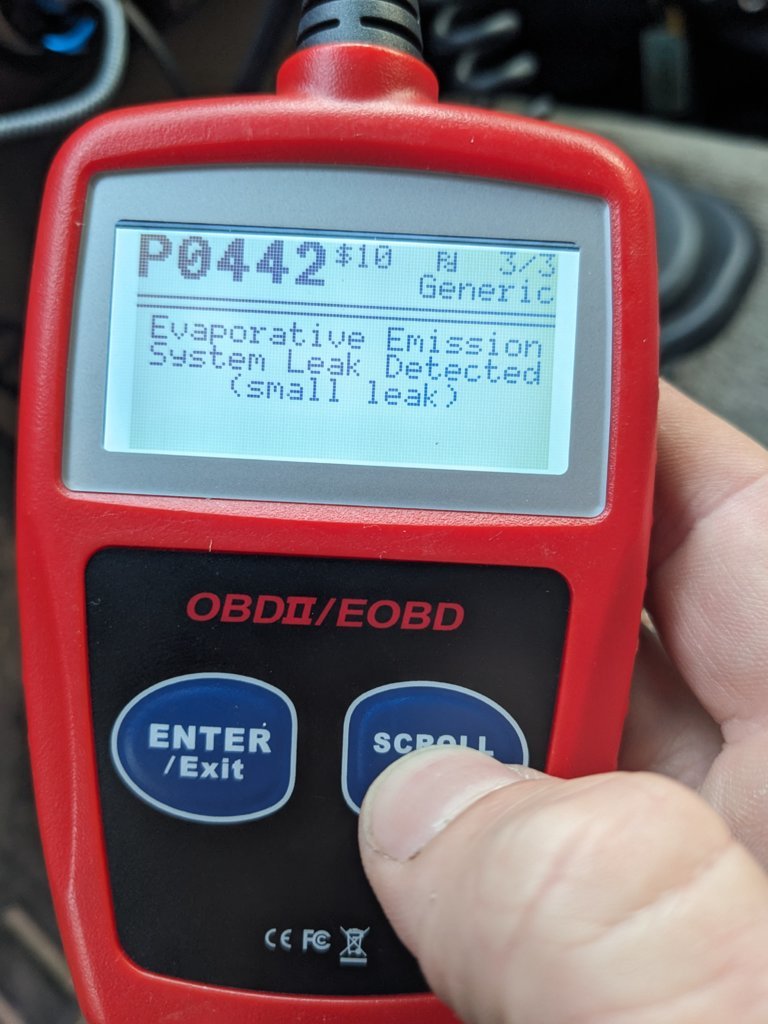 P0442 $10 Pd 3/3
Generic
Evaporative Emission
System Leak Detected
(small leak)
OBDII/EOBD
ENTER
/Exit
SCROLL
CE FC